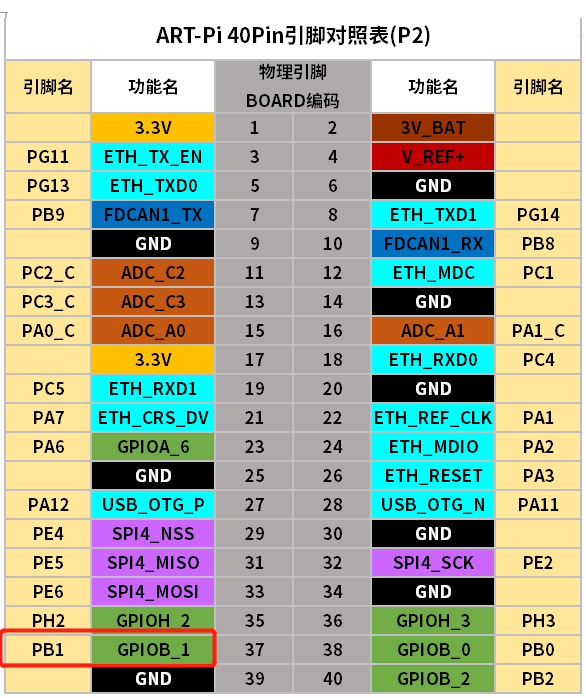 ART-Pi 40Pin引脚对照表(P2)
引脚名 功能名 物理引脚 BOARD编码 功能名 引脚名
3.3V 1 2 3V_BAT
PG11 ETH_TX_EN 3 4 V_REF+
PG13 ETH_TXD0 5 6 GND
PB9 FDCAN1_TX 7 8 ETH_TXD1 PG14
GND 9 10 FDCAN1_RX PB8
PC2_C ADC_C2 11 12 ETH_MDC PC1
PC3_C ADC_C3 13 14 GND
PA0_C ADC_A0 15 16 ADC_A1 PA1_C
3.3V 17 18 ETH_RXD0 PC4
PC5 ETH_RXD1 19 20 GND
PA7 ETH_CRS_DV 21 22 ETH_REF_CLK PA1
PA6 GPIOA_6 23 24 ETH_MDIO PA2
GND 25 26 ETH_RESET PA3
PA12 USB_OTG_P 27 28 USB_OTG_N PA11
PE4 SPI4_NSS 29 30 GND
PE5 SPI4_MISO 31 32 SPI4_SCK PE2
PE6 SPI4_MOSI 33 34 GND
PH2 GPIOH_2 35 36 GPIOH_3 PH3
PB1 GPIOB_1 37 38 GPIOB_0 PB0
GND 39 40 GPIOB_2 PB2